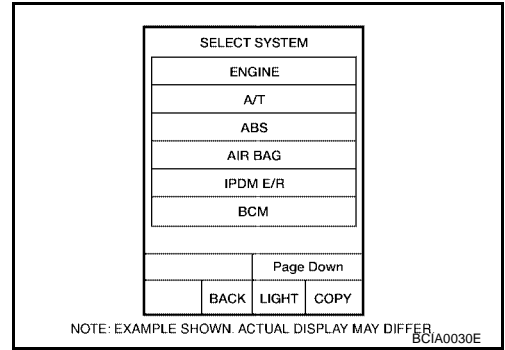 SELECT SYSTEM
ENGINE
A/T
ABS
AIR BAG
IPDM E/R
BCM
Page Down
BACK LIGHT COPY
NOTE: EXAMPLE SHOWN. ACTUAL DISPLAY MAY DIFFER.
BCIA0030E